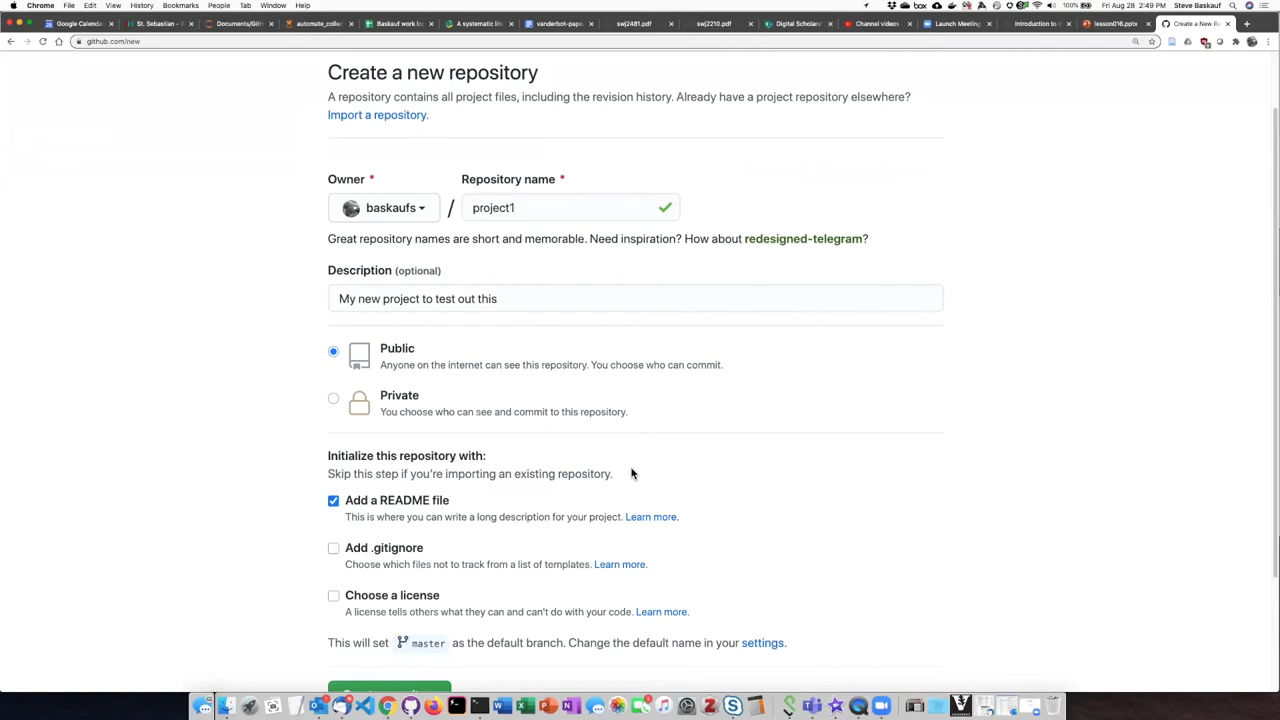 Chrome File Edit View History Bookmarks People Tab Window Help
100% Fri Aug 28 2:49 PM Steve Baskauf
Google Calendar St. Sebastian - Documents/GitH automate_collec Baskauf work lo A systematic lite vanderbot-pape swj2481.pdf swj2210.pdf Digital Scholarsh Channel videos Launch Meeting Introduction to lesson016.pptx Create a New Re
github.com/new
Create a new repository
A repository contains all project files, including the revision history. Already have a project repository elsewhere?
Import a repository.
Owner * Repository name *
baskaufs / project1
Great repository names are short and memorable. Need inspiration? How about redesigned-telegram?
Description (optional)
My new project to test out this
Public
Anyone on the internet can see this repository. You choose who can commit.
Private
You choose who can see and commit to this repository.
Initialize this repository with:
Skip this step if you're importing an existing repository.
Add a README file
This is where you can write a long description for your project. Learn more.
Add .gitignore
Choose which files not to track from a list of templates. Learn more.
Choose a license
A license tells others what they can and can't do with your code. Learn more.
This will set master as the default branch. Change the default name in your settings.